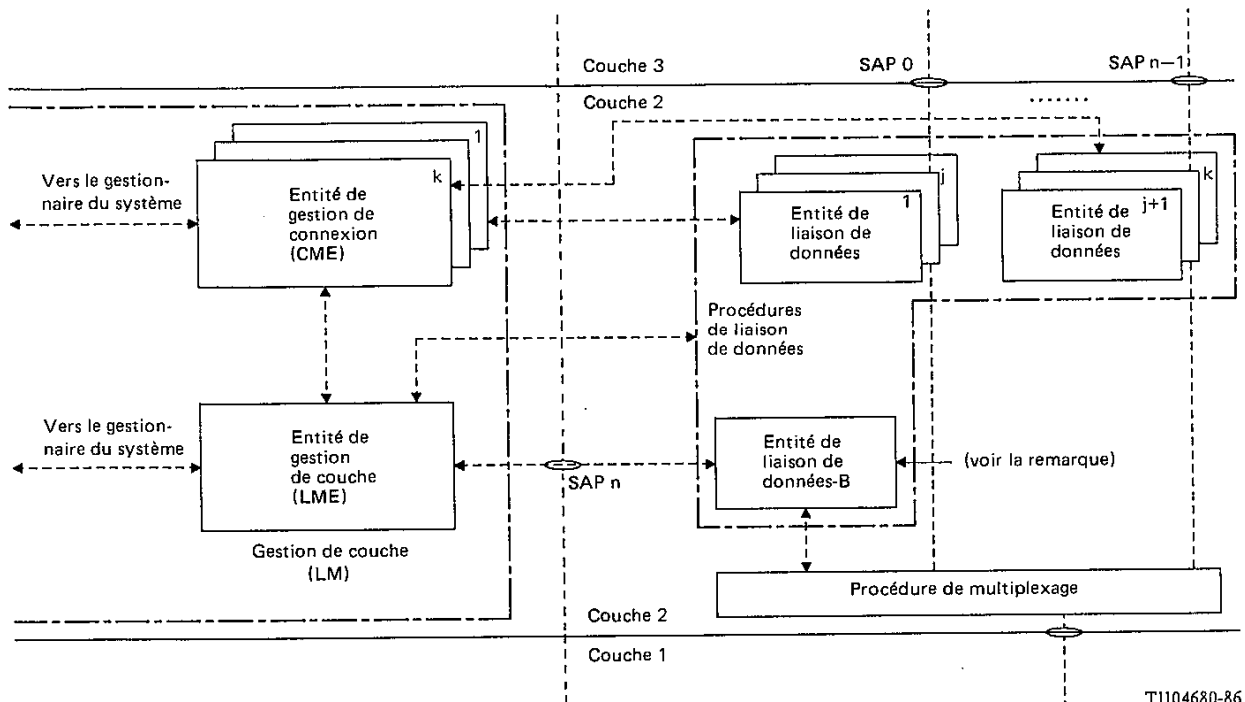 Couche 3
SAP 0
SAP n–1
Couche 2
.......
1
k
Vers le gestion-
naire du système
Entité de
gestion de
connexion
(CME)
j
1
Entité de
liaison de
données
k
j+1
Entité de
liaison de
données
Procédures
de liaison
de données
Vers le gestion-
naire du système
Entité de
gestion
de couche
(LME)
SAP n
Entité de
liaison de
données-B
(voir la remarque)
Gestion de couche
(LM)
Procédure de multiplexage
Couche 2
Couche 1
T1104680-86